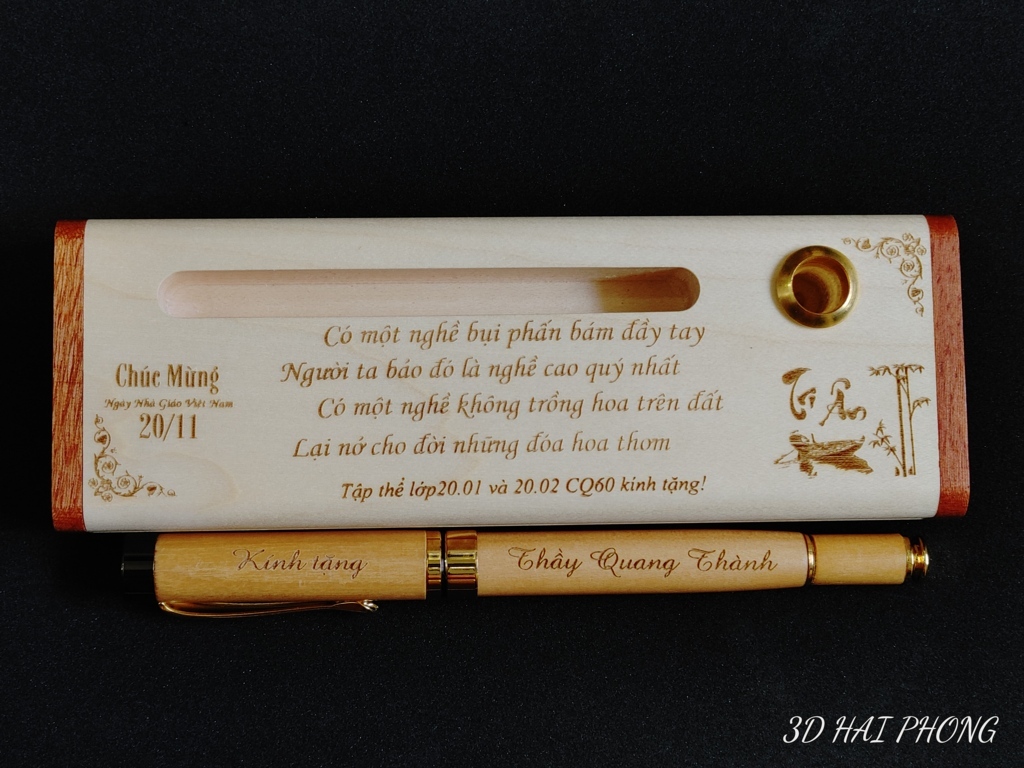 Có một nghề bụi phấn bám đầy tay
Người ta bảo đó là nghề cao quý nhất
Có một nghề không trồng hoa trên đất
Lại nở cho đời những đóa hoa thơm
Tập thể lớp20.01 và 20.02 CQ60 kính tặng!
Chúc Mừng
Ngày Nhà Giáo Việt Nam
20/11
Tri Ân
Kính tặng
Thầy Quang Thành
3D HAI PHONG